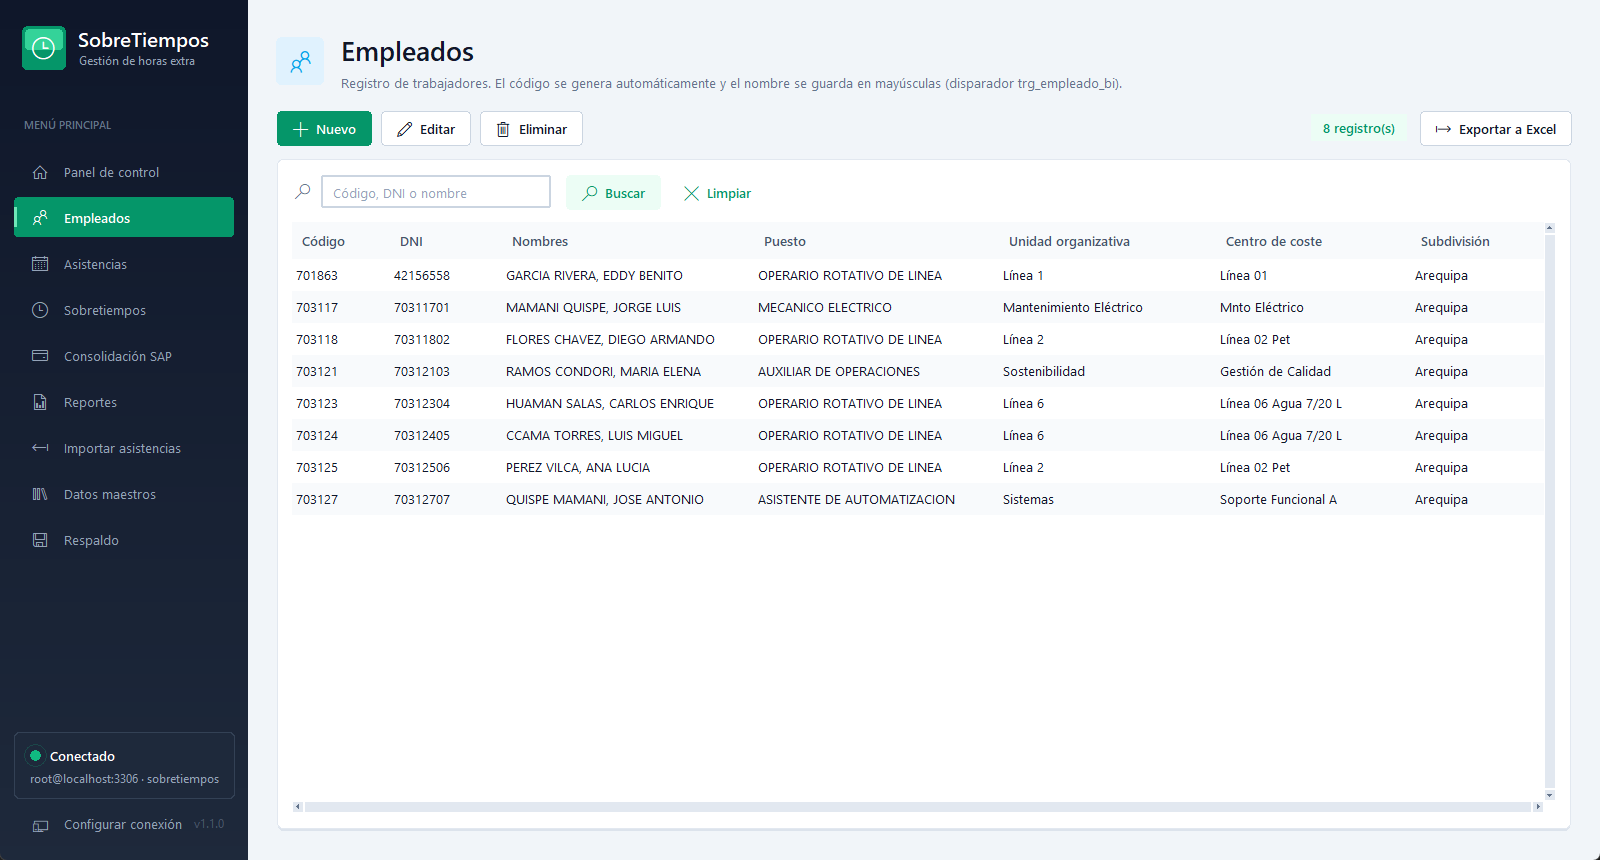 SobreTiempos
Gestión de horas extra
MENÚ PRINCIPAL
Panel de control
Empleados
Asistencias
Sobretiempos
Consolidación SAP
Reportes
Importar asistencias
Datos maestros
Respaldo
Conectado
root@localhost:3306 · sobretiempos
Configurar conexión v1.1.0
Empleados
Registro de trabajadores. El código se genera automáticamente y el nombre se guarda en mayúsculas (disparador trg_empleado_bi).
Nuevo Editar Eliminar 8 registro(s) Exportar a Excel
Código, DNI o nombre Buscar Limpiar
Código DNI Nombres Puesto Unidad organizativa Centro de coste Subdivisión
701863 42156558 GARCIA RIVERA, EDDY BENITO OPERARIO ROTATIVO DE LINEA Línea 1 Línea 01 Arequipa
703117 70311701 MAMANI QUISPE, JORGE LUIS MECANICO ELECTRICO Mantenimiento Eléctrico Mnto Eléctrico Arequipa
703118 70311802 FLORES CHAVEZ, DIEGO ARMANDO OPERARIO ROTATIVO DE LINEA Línea 2 Línea 02 Pet Arequipa
703121 70312103 RAMOS CONDORI, MARIA ELENA AUXILIAR DE OPERACIONES Sostenibilidad Gestión de Calidad Arequipa
703123 70312304 HUAMAN SALAS, CARLOS ENRIQUE OPERARIO ROTATIVO DE LINEA Línea 6 Línea 06 Agua 7/20 L Arequipa
703124 70312405 CCAMA TORRES, LUIS MIGUEL OPERARIO ROTATIVO DE LINEA Línea 6 Línea 06 Agua 7/20 L Arequipa
703125 70312506 PEREZ VILCA, ANA LUCIA OPERARIO ROTATIVO DE LINEA Línea 2 Línea 02 Pet Arequipa
703127 70312707 QUISPE MAMANI, JOSE ANTONIO ASISTENTE DE AUTOMATIZACION Sistemas Soporte Funcional A Arequipa